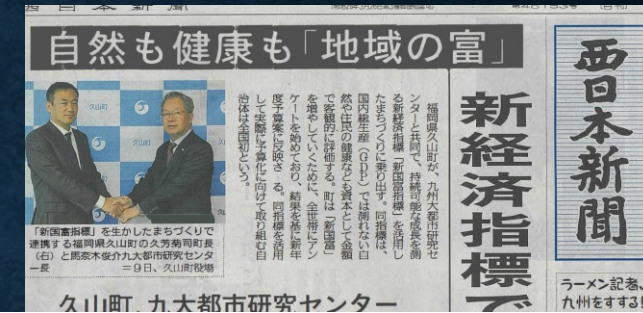 西日本新聞
自然も健康も「地域の富」
西日本新聞
新経済指標で
福岡県久山町が、九州大都市研究セ
ンターと共同で、持続可能な成長を測
る新経済指標「新国富指標」を活用し
たまちづくりに乗り出す。同指標は、
国内総生産（GDP）では測れない自
然や住民の健康なども資本として金額
で客観的に評価する。町は「新国富」
を増やしていくために、全世帯にアン
ケートを始めており、結果を基に新年
度予算案に反映させる。同指標を活用
して実際に予算化に向けて取り組む自
治体は全国初という。
久山町
「新国富指標」を生かしたまちづくりで
連携する福岡県久山町の久芳菊司町長
（右）と馬奈木俊介九大都市研究センタ
ー長　＝９日、久山町役場
久山町、九大都市研究センター
ラーメン記者、
九州をすする!